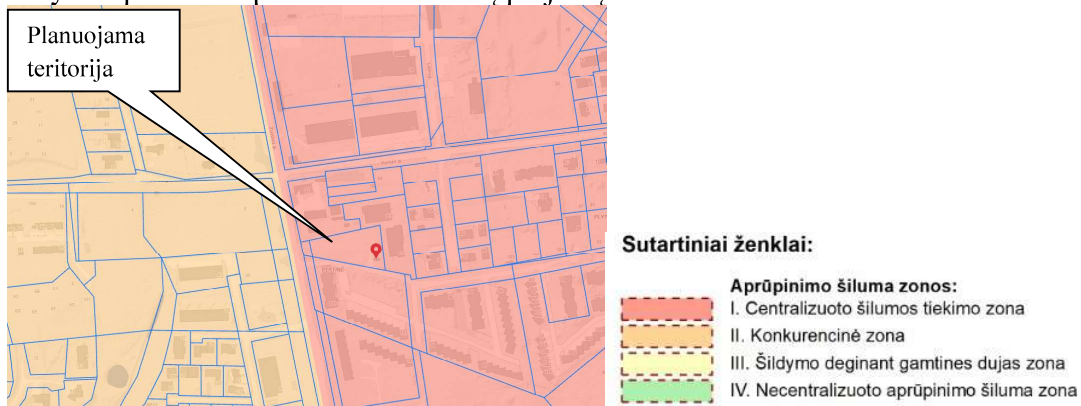 Planuojama
teritorija
Sutartiniai ženklai:
Aprūpinimo šiluma zonos:
I. Centralizuoto šilumos tiekimo zona
II. Konkurencinė zona
III. Šildymo deginant gamtines dujas zona
IV. Necentralizuoto aprūpinimo šiluma zona